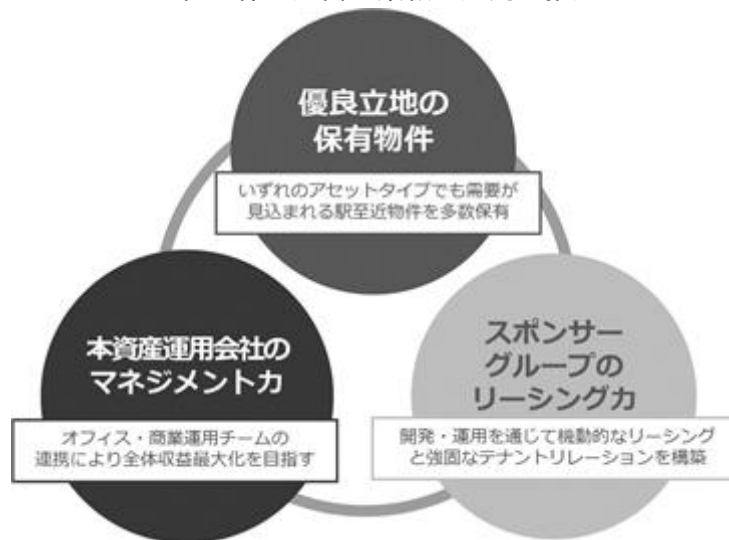 優良立地の
保有物件
いずれのアセットタイプでも需要が
見込まれる駅至近物件を多数保有
本資産運用会社の
マネジメント力
オフィス・商業運用チームの
連携により全体収益最大化を目指す
スポンサー
グループの
リーシング力
開発・運用を通じて機動的なリーシング
と強固なテナントリレーションを構築